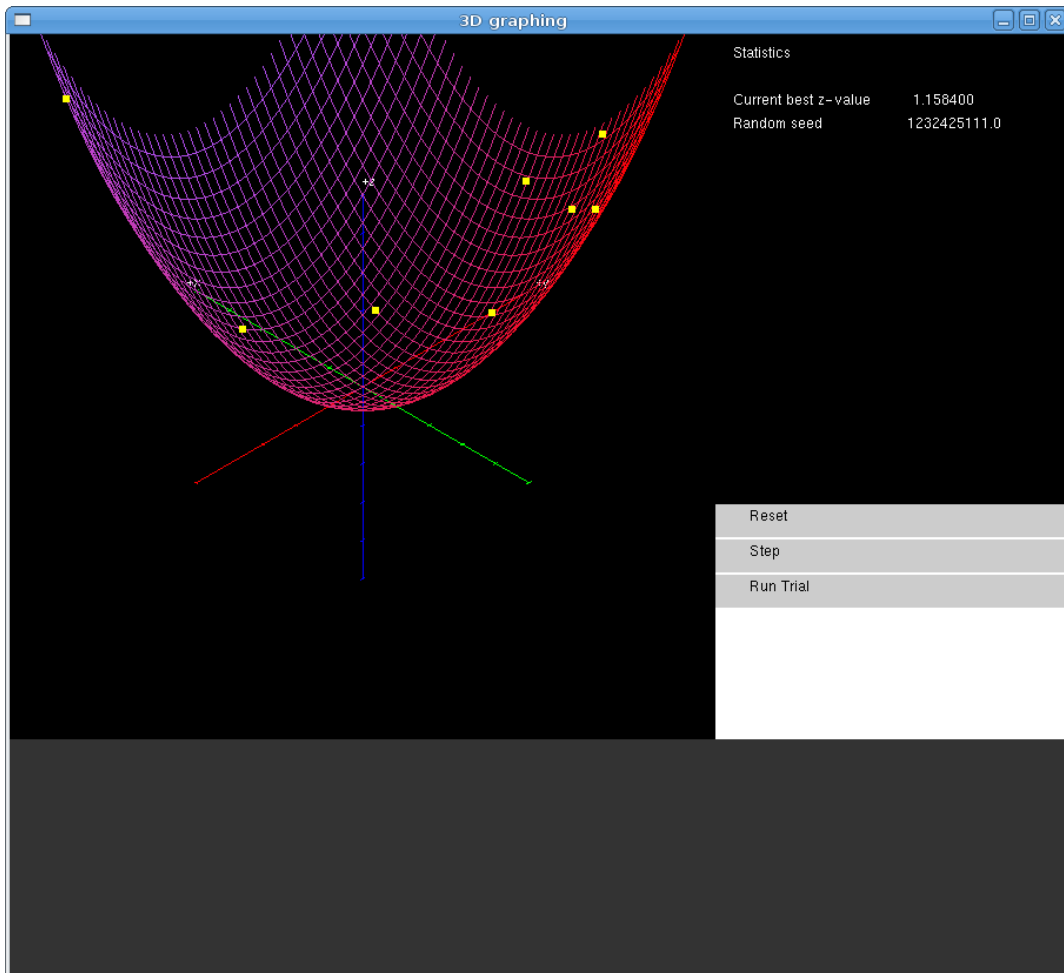 3D graphing
Statistics
Current best z-value 1.158400
Random seed 1232425111.0
+z
+x
+y
Reset
Step
Run Trial